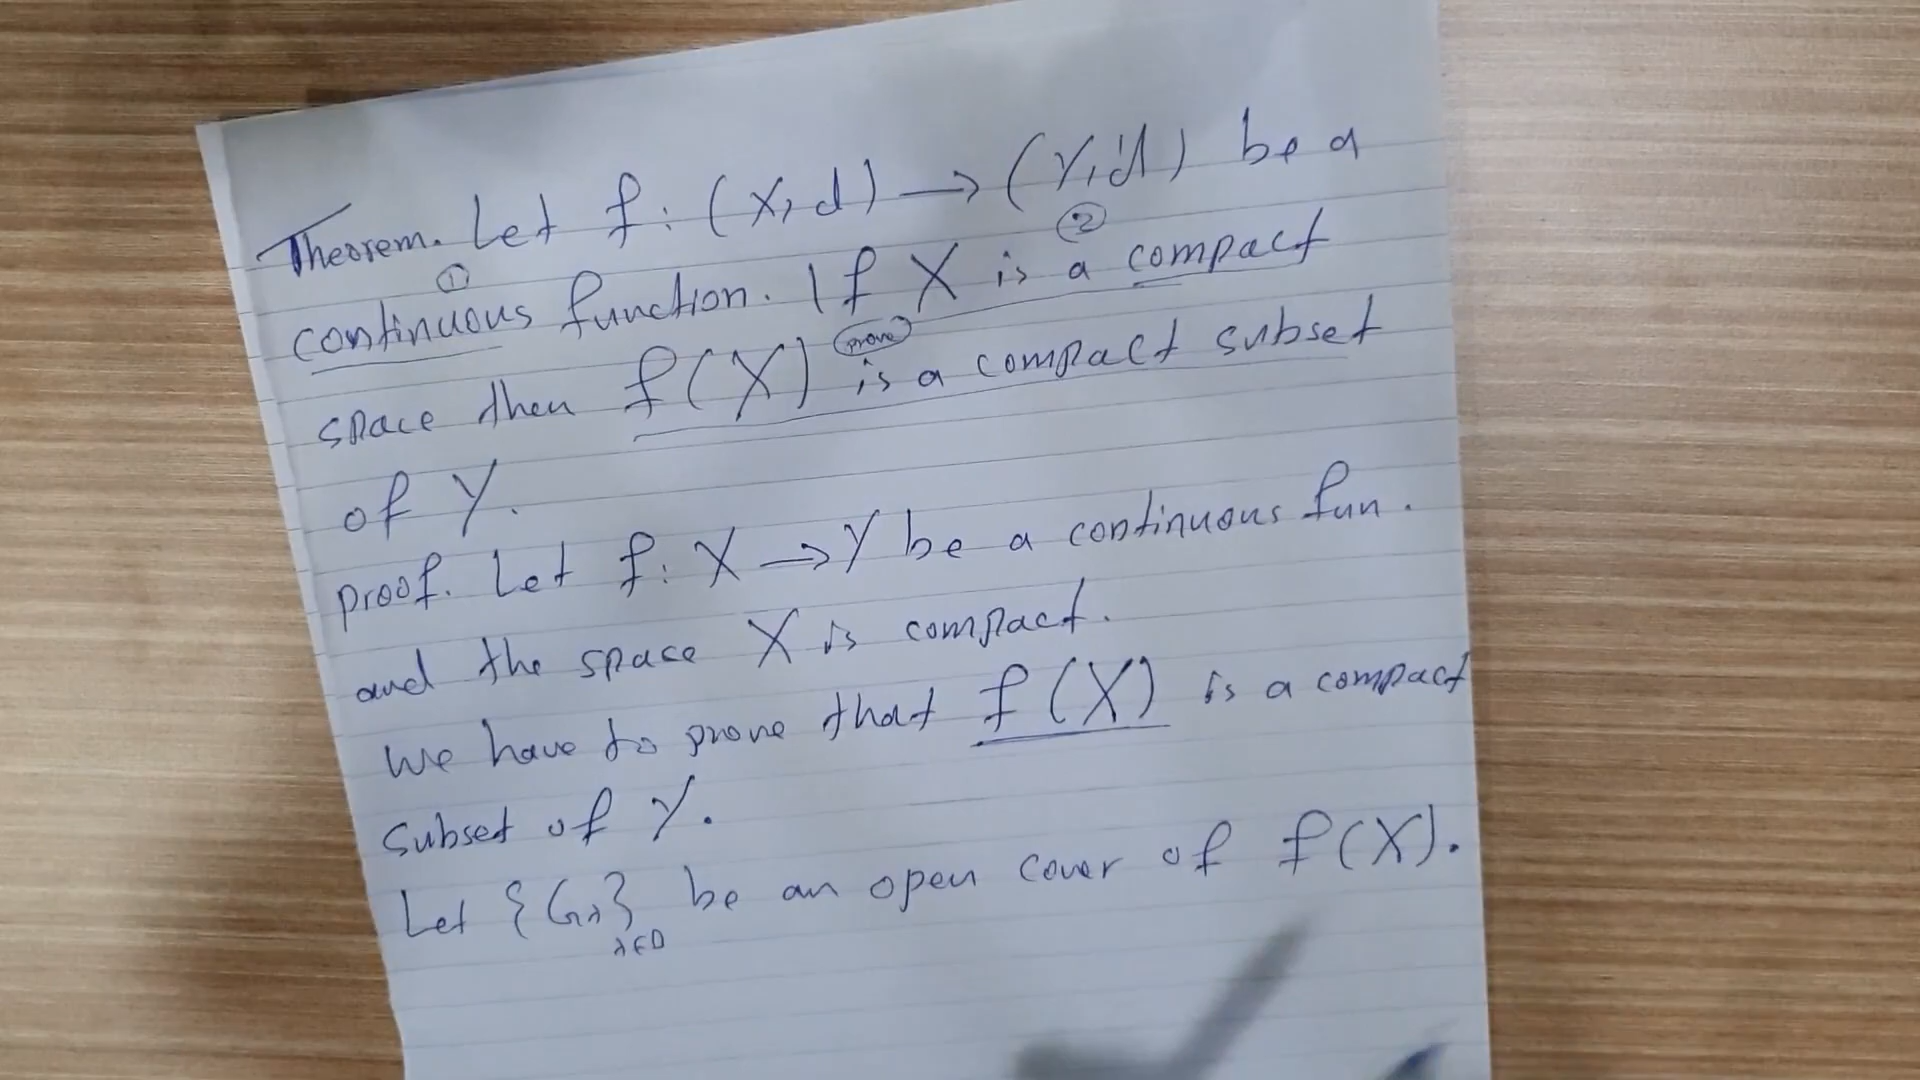 Theorem. Let f: (X, d) → (Y, d') be a
①
②
continuous function. If X is a compact
prove
space then f(X) is a compact subset
of Y.
proof. Let f: X → Y be a continuous fun.
and the space X is compact.
We have to prove that f(X) is a compact
subset of Y.
Let {Gλ} λ∈D be an open cover of f(X).